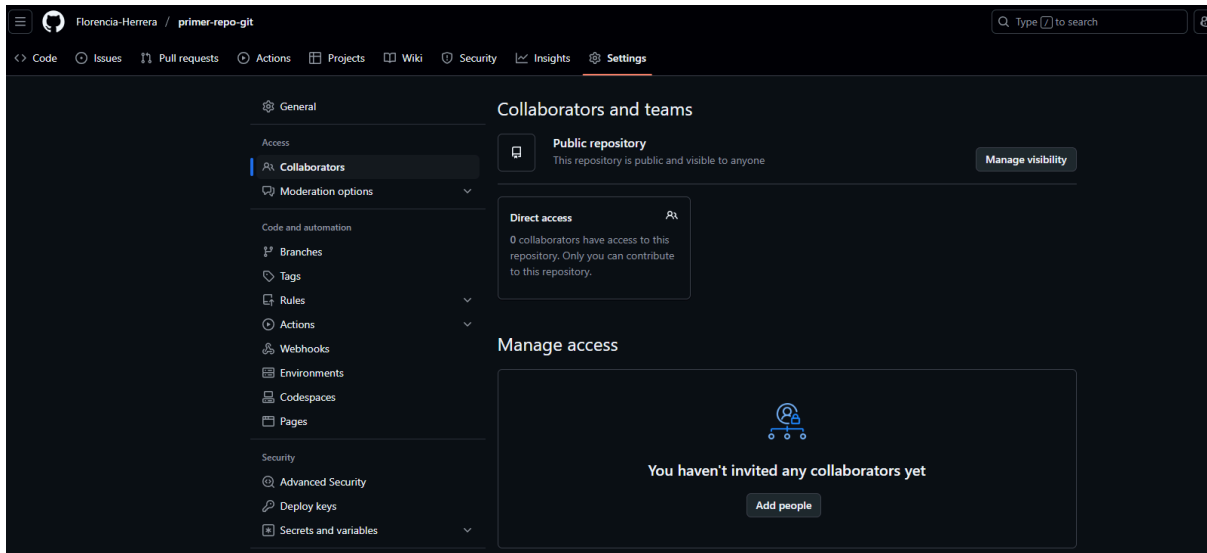 Florencia-Herrera / primer-repo-git
Type / to search
<> Code Issues Pull requests Actions Projects Wiki Security Insights Settings
General
Access
Collaborators
Moderation options
Code and automation
Branches
Tags
Rules
Actions
Webhooks
Environments
Codespaces
Pages
Security
Advanced Security
Deploy keys
Secrets and variables
Collaborators and teams
Public repository
This repository is public and visible to anyone
Manage visibility
Direct access
0 collaborators have access to this
repository. Only you can contribute
to this repository.
Manage access
You haven't invited any collaborators yet
Add people